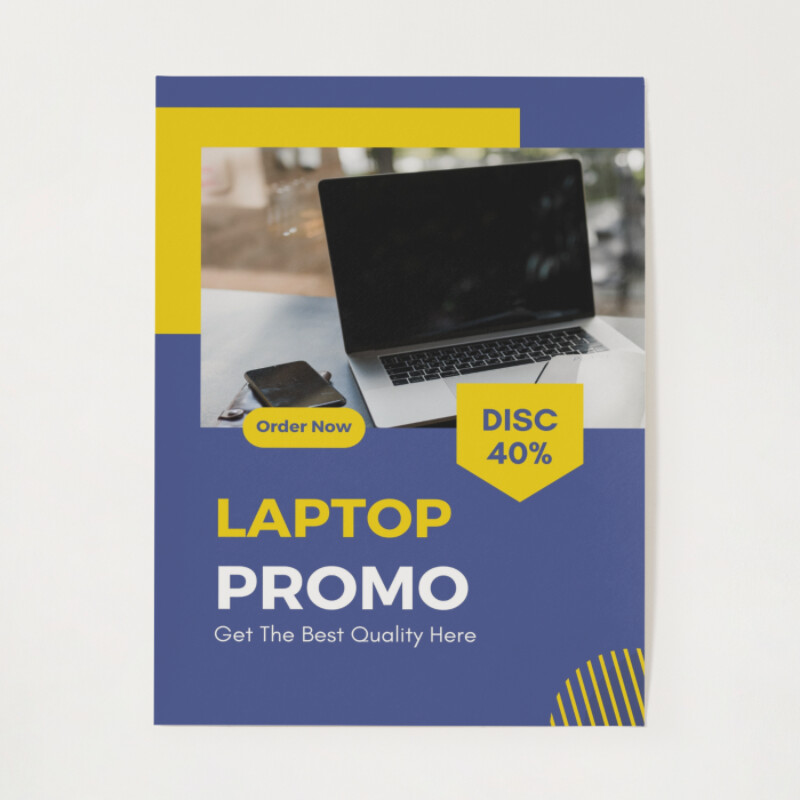 Order Now
DISC
40%
LAPTOP
PROMO
Get The Best Quality Here